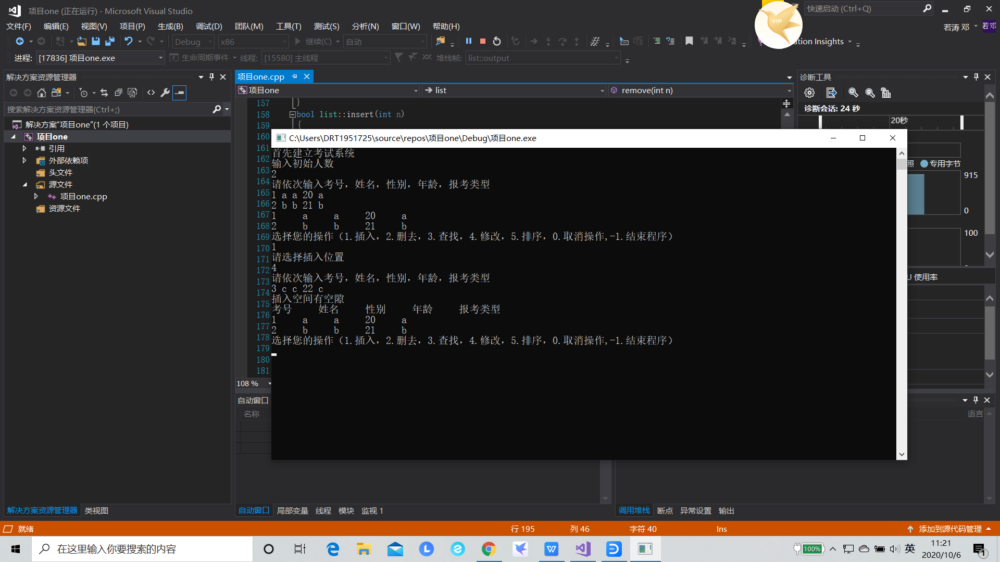 项目one (正在运行) - Microsoft Visual Studio
快速启动 (Ctrl+Q)
文件(F) 编辑(E) 视图(V) 项目(P) 生成(B) 调试(D) 团队(M) 工具(T) 测试(S) 分析(N) 窗口(W) 帮助(H)
若涛 邓 若邓
VIP
Debug x86 继续(C) 自动
ation Insights
进程: [17836] 项目one.exe 生命周期事件 线程: [15580] 主线程 堆栈帧: list::output
解决方案资源管理器
搜索解决方案资源管理器(Ctrl+;)
解决方案"项目one"(1 个项目)
项目one
引用
外部依赖项
头文件
源文件
项目one.cpp
资源文件
解决方案资源管理器 类视图
项目one.cpp
项目one list remove(int n)
157 }
158 bool list::insert(int n)
159 {
160
161
162
163
164
165
166
167
168
169
170
171
172
173
174
175
176
177
178
179
180
181
108 %
C:\Users\DRT1951725\source\repos\项目one\Debug\项目one.exe
首先建立考试系统
输入初始人数
2
请依次输入考号，姓名，性别，年龄，报考类型
1 a a 20 a
2 b b 21 b
1 a a 20 a
2 b b 21 b
选择您的操作（1.插入，2.删去，3.查找，4.修改，5.排序，0.取消操作,-1.结束程序）
1
请选择插入位置
4
请依次输入考号，姓名，性别，年龄，报考类型
3 c c 22 c
插入空间有空隙
考号 姓名 性别 年龄 报考类型
1 a a 20 a
2 b b 21 b
选择您的操作（1.插入，2.删去，3.查找，4.修改，5.排序，0.取消操作,-1.结束程序）
诊断工具
诊断会话: 24 秒
20秒
照 专用字节
915
0
100
U 使用率
自动窗口
名称
语言
自动窗口 局部变量 线程 模块 监视 1
调用堆栈 断点 异常设置 输出
就绪 行 195 列 46 字符 40 Ins 添加到源代码管理
在这里输入你要搜索的内容
100% 英
11:21
2020/10/6
1